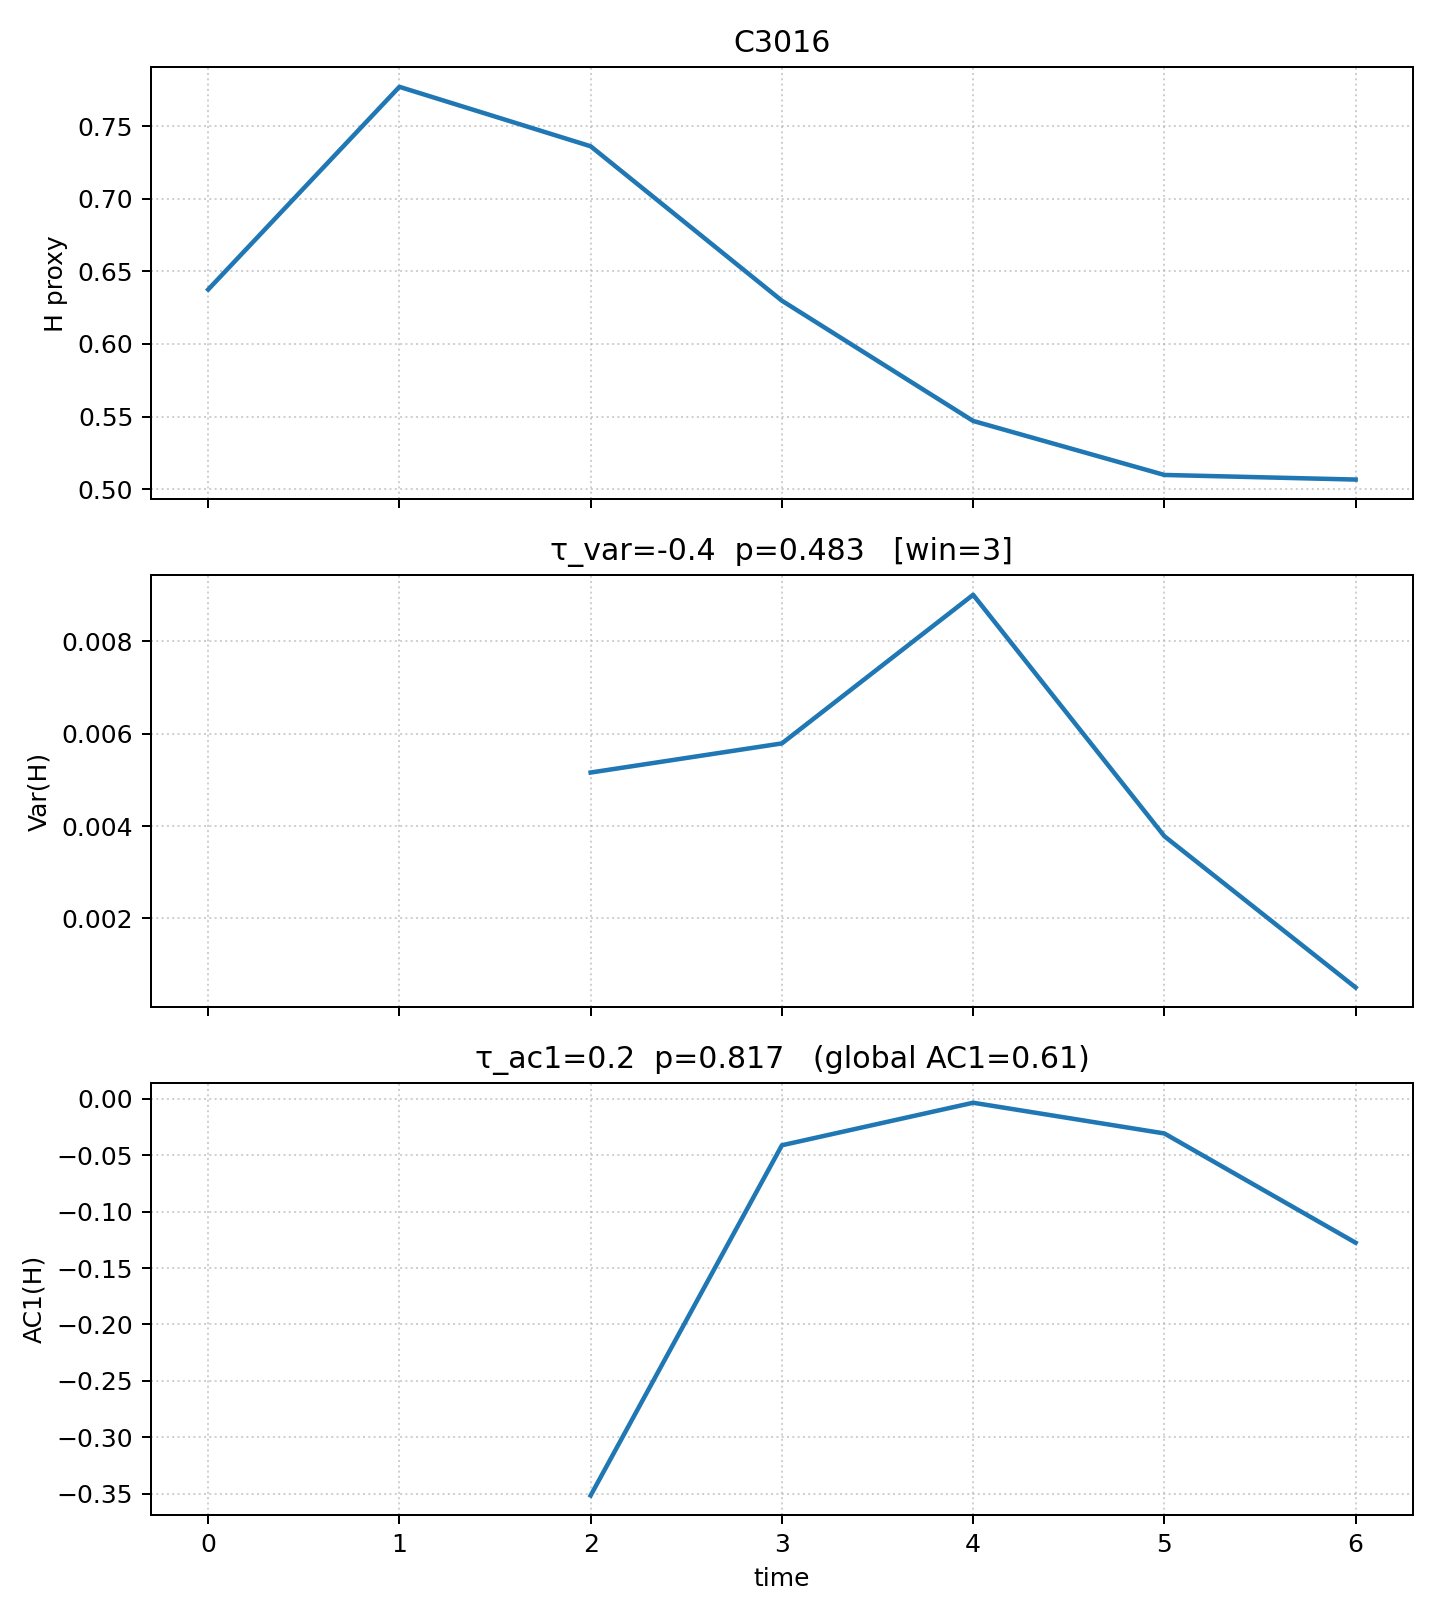 C3016
H proxy
0.75
0.70
0.65
0.60
0.55
0.50
τ_var=-0.4  p=0.483   [win=3]
Var(H)
0.008
0.006
0.004
0.002
τ_ac1=0.2  p=0.817   (global AC1=0.61)
AC1(H)
0.00
−0.05
−0.10
−0.15
−0.20
−0.25
−0.30
−0.35
0 1 2 3 4 5 6
time